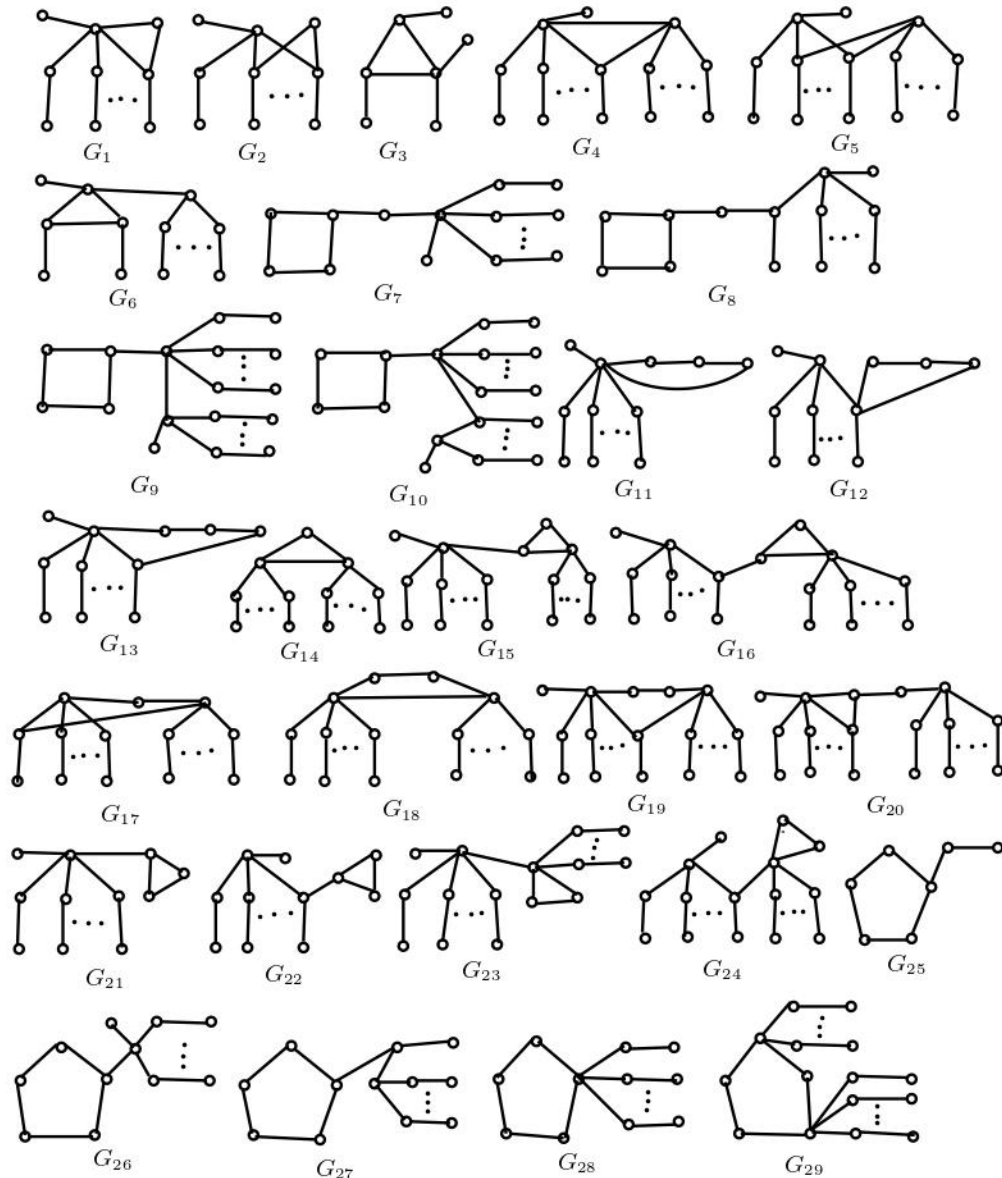 G₁ G₂ G₃ G₄ G₅
G₆ G₇ G₈
G₉ G₁₀ G₁₁ G₁₂
G₁₃ G₁₄ G₁₅ G₁₆
G₁₇ G₁₈ G₁₉ G₂₀
G₂₁ G₂₂ G₂₃ G₂₄ G₂₅
G₂₆ G₂₇ G₂₈ G₂₉